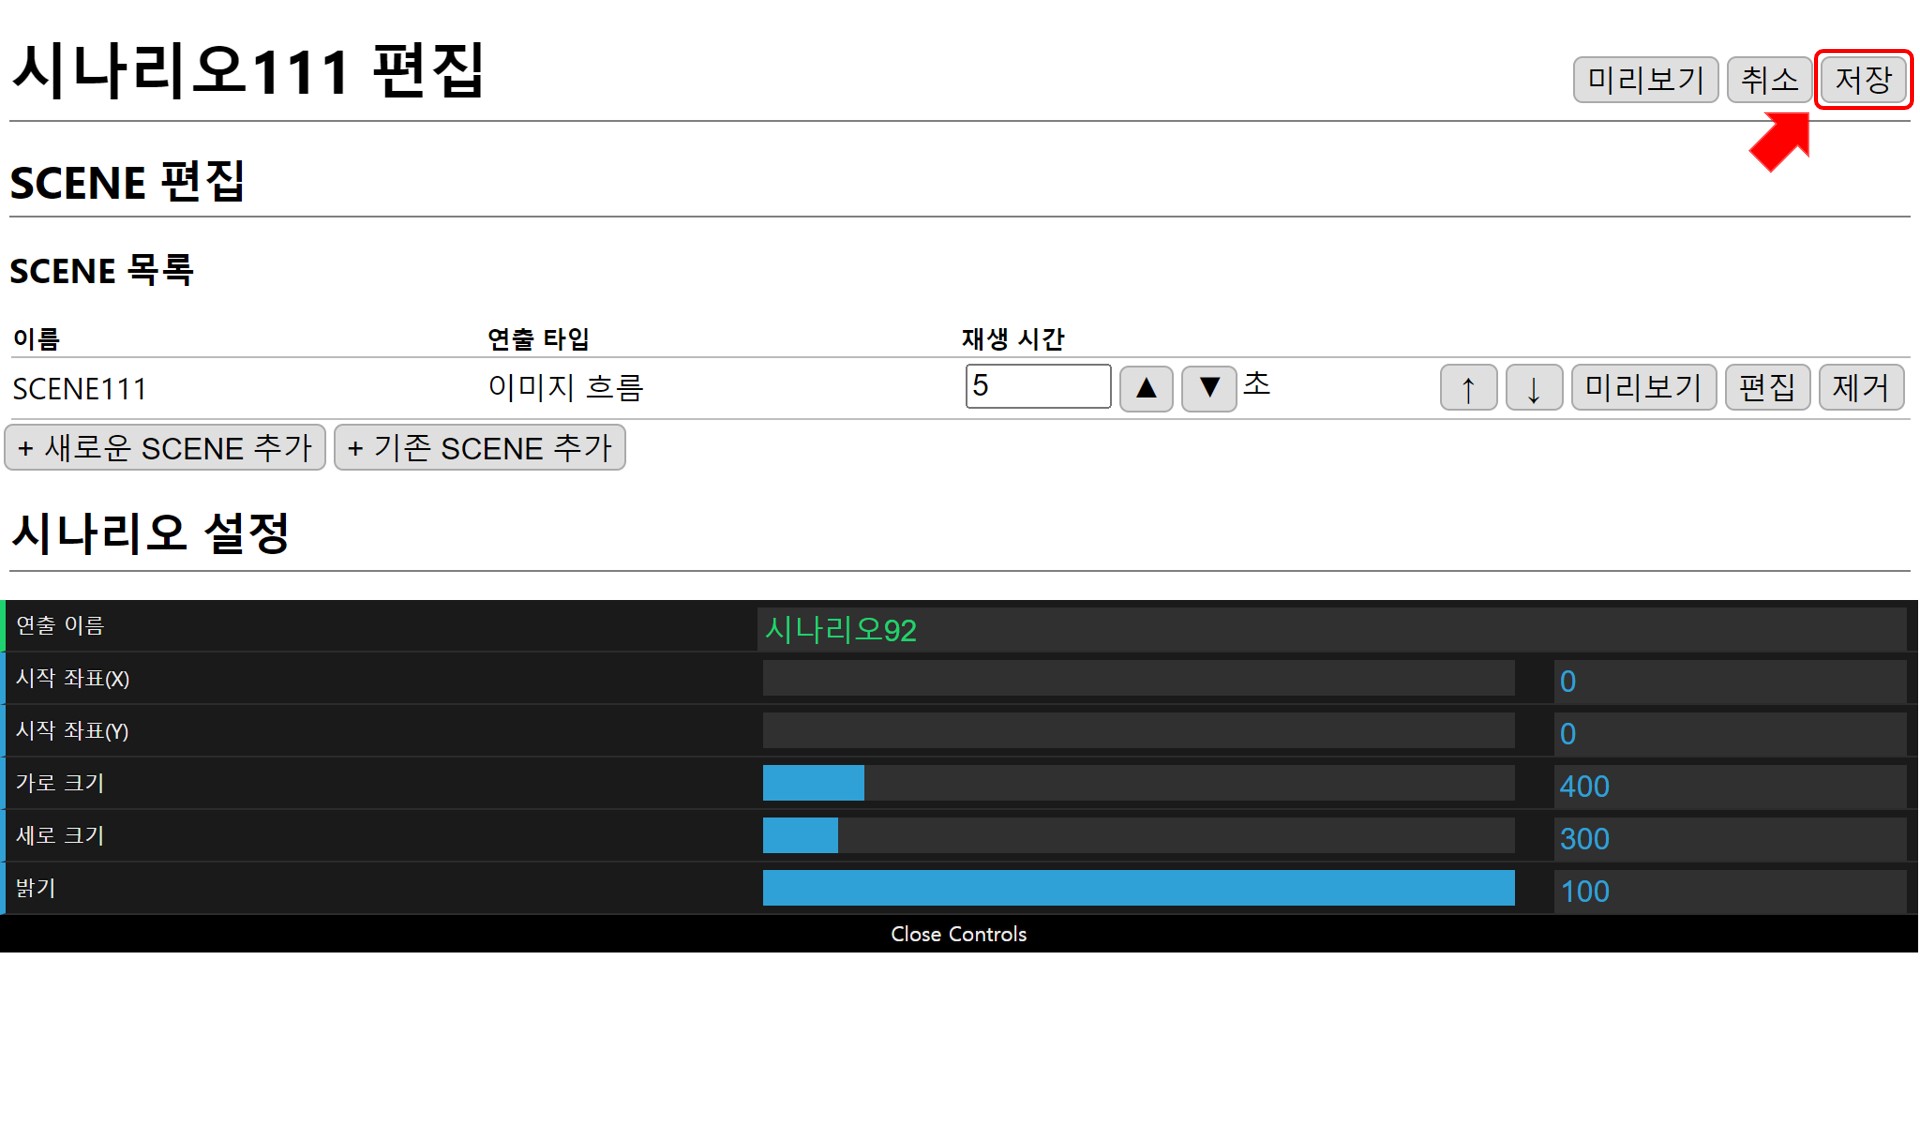 시나리오111 편집
미리보기 취소 저장
SCENE 편집
SCENE 목록
이름 연출 타입 재생 시간
SCENE111 이미지 흐름 5 ▲ ▼ 초 ↑ ↓ 미리보기 편집 제거
+ 새로운 SCENE 추가 + 기존 SCENE 추가
시나리오 설정
연출 이름 시나리오92
시작 좌표(X) 0
시작 좌표(Y) 0
가로 크기 400
세로 크기 300
밝기 100
Close Controls